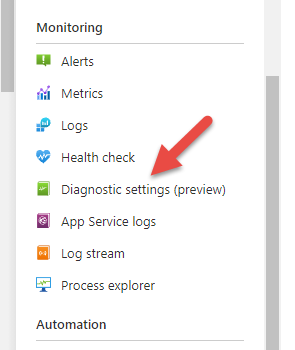 Monitoring
Alerts
Metrics
Logs
Health check
Diagnostic settings (preview)
App Service logs
Log stream
Process explorer
Automation